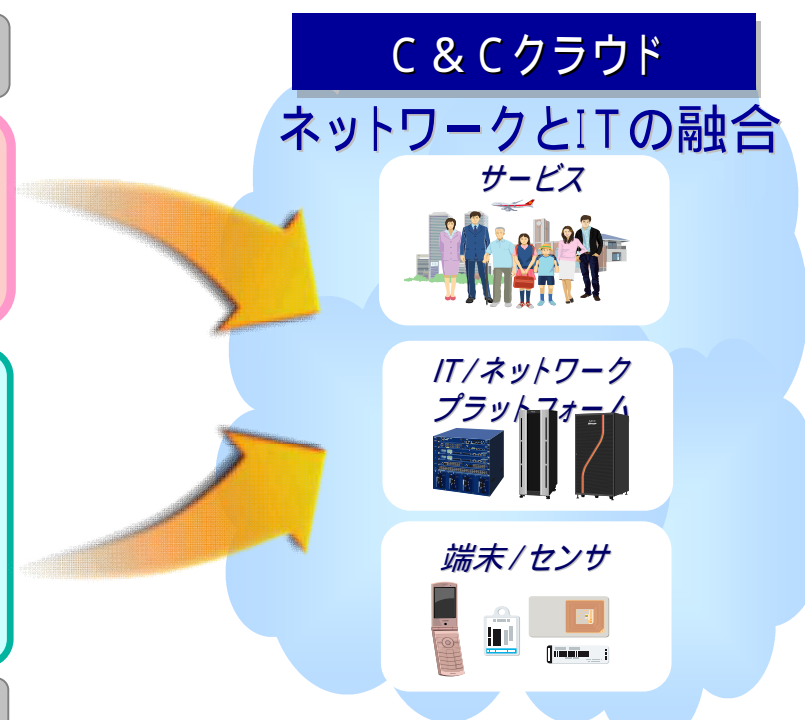 C&Cクラウド
ネットワークとITの融合
サービス
IT/ネットワーク
プラットフォーム
端末/センサ